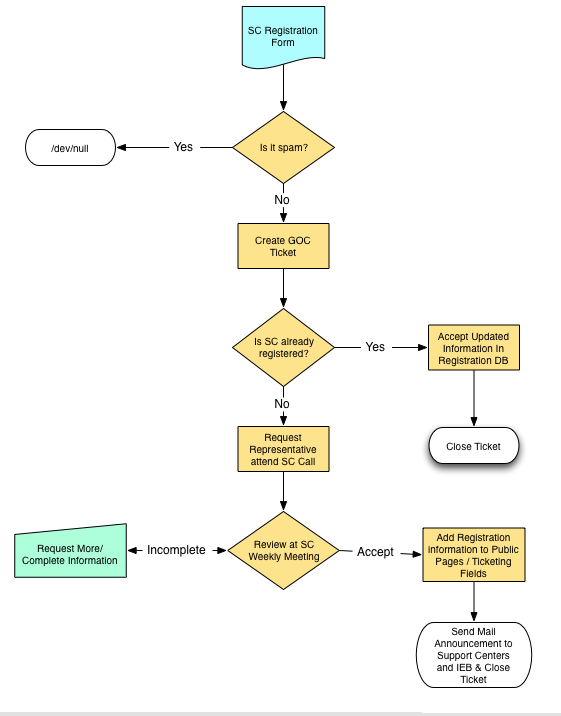 SC Registration
Form
Is it spam?
Yes
/dev/null
No
Create GOC
Ticket
Is SC already
registered?
Yes
Accept Updated
Information In
Registration DB
Close Ticket
No
Request
Representative
attend SC Call
Review at SC
Weekly Meeting
Incomplete
Request More/
Complete Information
Accept
Add Registration
information to Public
Pages / Ticketing
Fields
Send Mail
Announcement to
Support Centers
and IEB & Close
Ticket